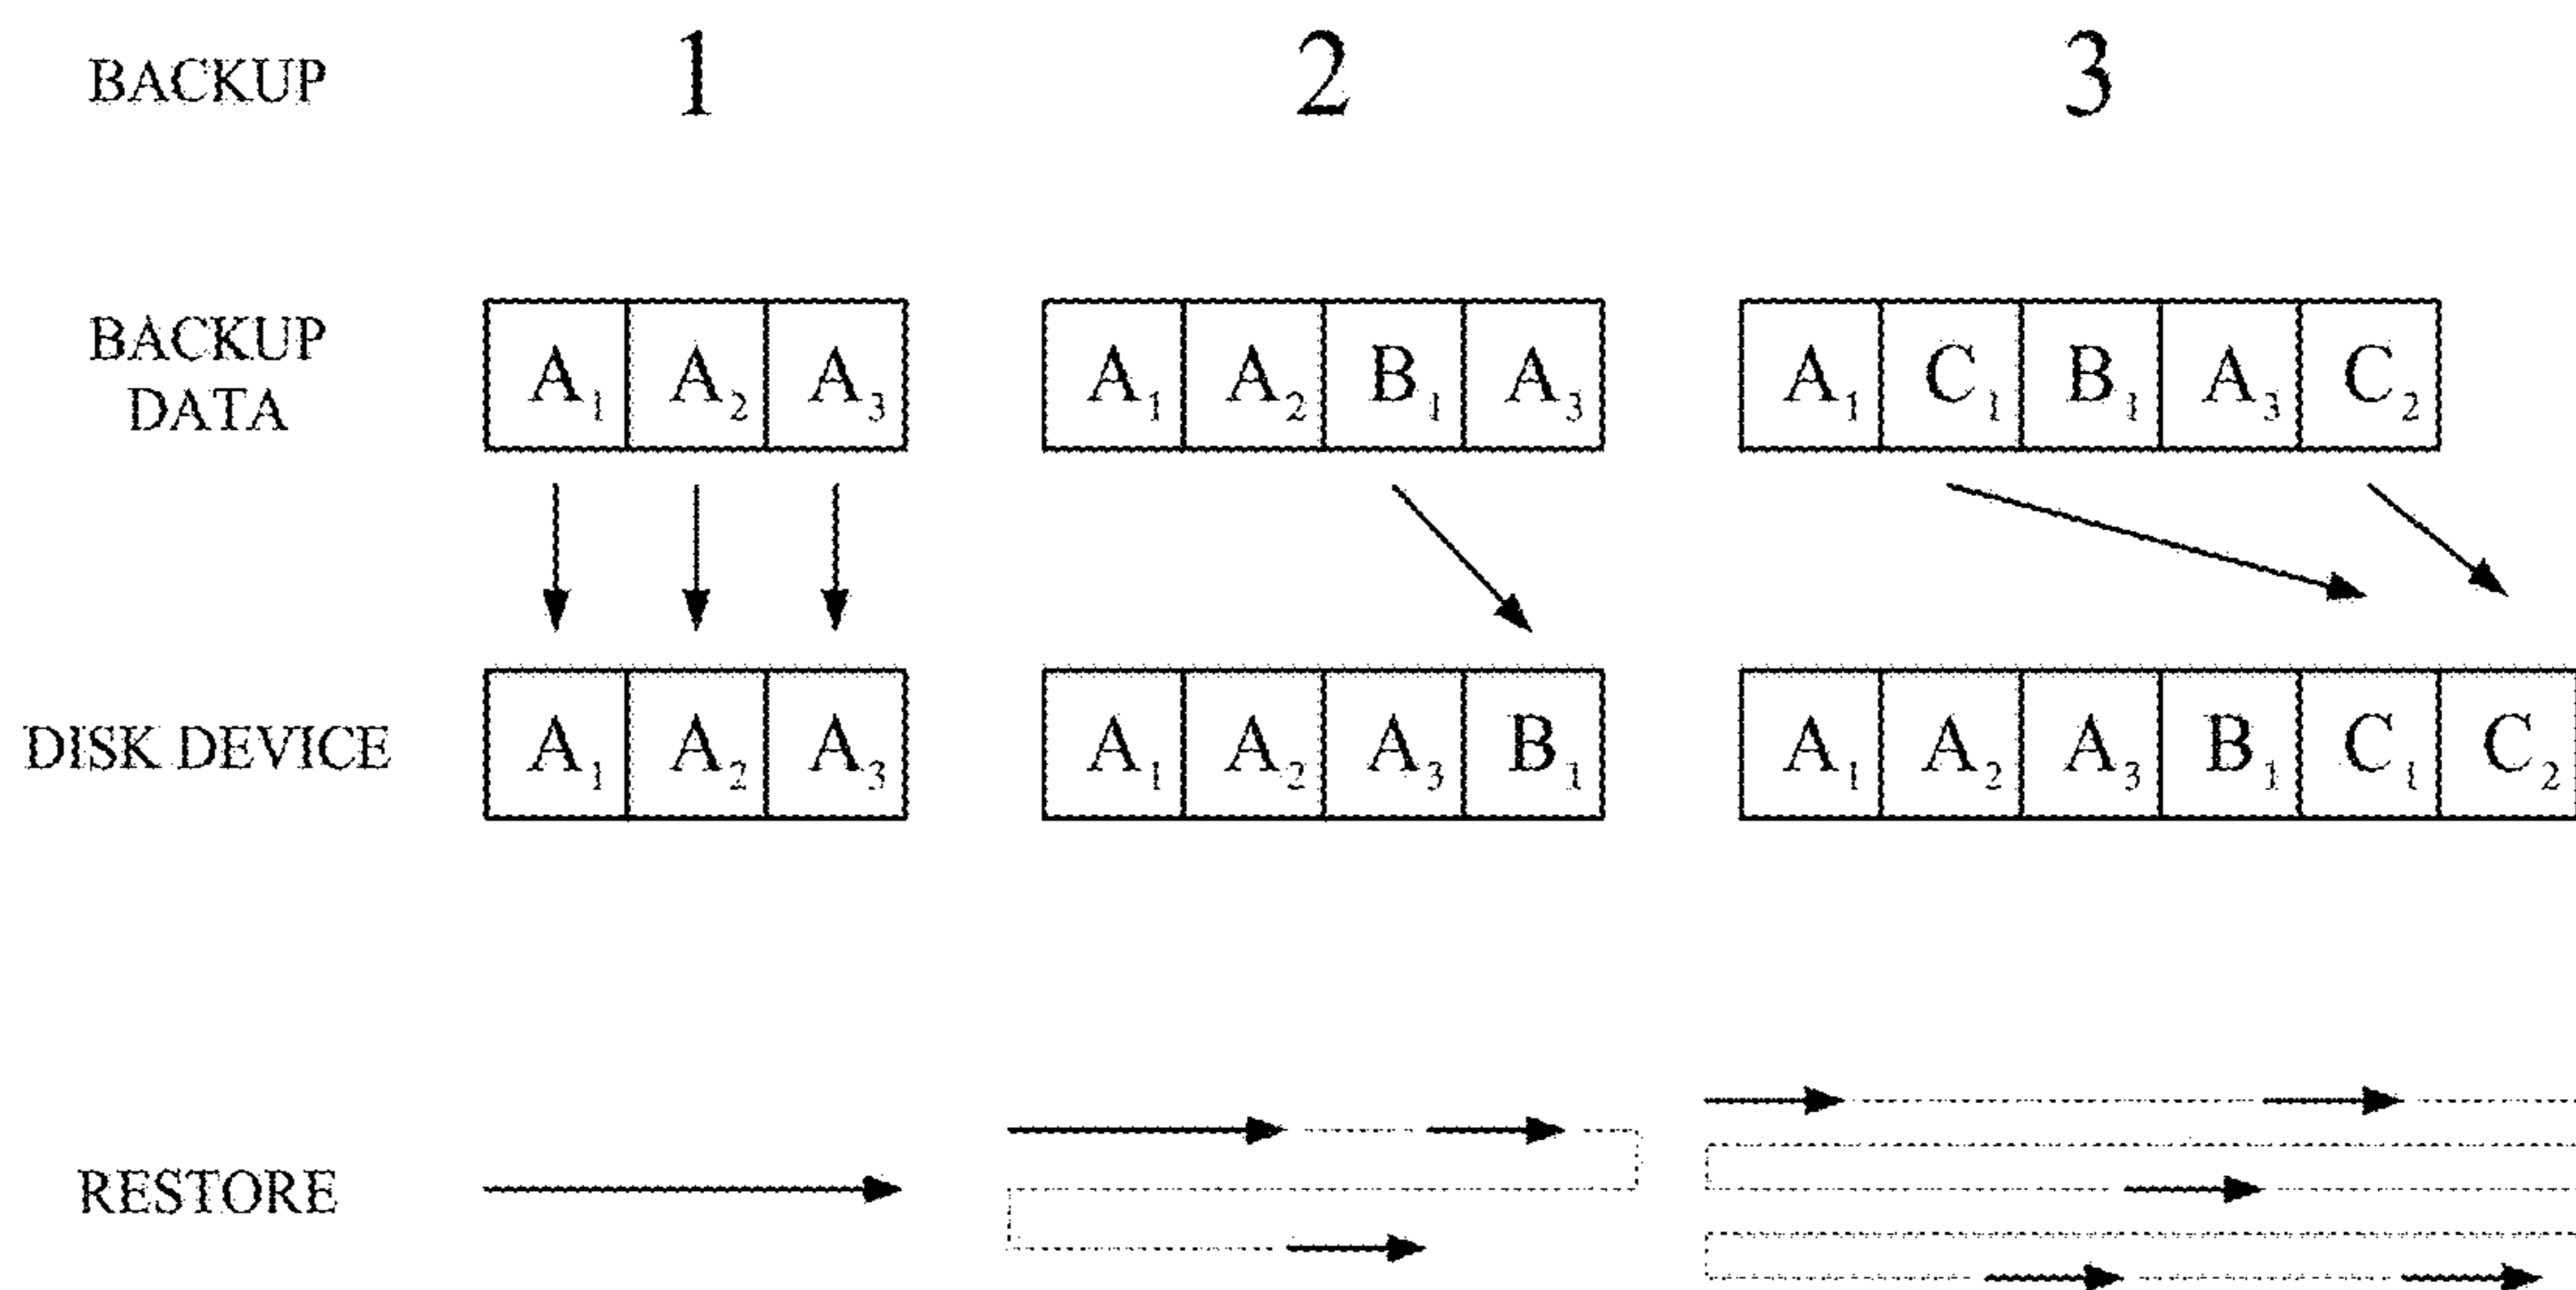 BACKUP 1 2 3
BACKUP DATA
A₁ A₂ A₃ A₁ A₂ B₁ A₃ A₁ C₁ B₁ A₃ C₂
DISK DEVICE A₁ A₂ A₃ A₁ A₂ A₃ B₁ A₁ A₂ A₃ B₁ C₁ C₂
RESTORE